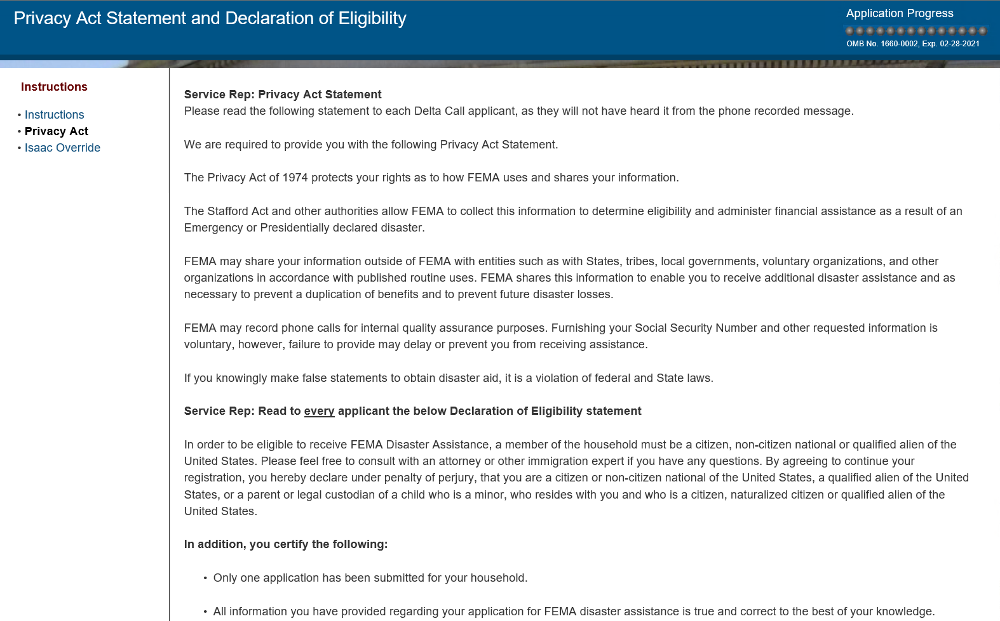 Privacy Act Statement and Declaration of Eligibility
Application Progress
OMB No. 1660-0002, Exp. 02-28-2021
Instructions
• Instructions
• Privacy Act
• Isaac Override
Service Rep: Privacy Act Statement
Please read the following statement to each Delta Call applicant, as they will not have heard it from the phone recorded message.
We are required to provide you with the following Privacy Act Statement.
The Privacy Act of 1974 protects your rights as to how FEMA uses and shares your information.
The Stafford Act and other authorities allow FEMA to collect this information to determine eligibility and administer financial assistance as a result of an
Emergency or Presidentially declared disaster.
FEMA may share your information outside of FEMA with entities such as with States, tribes, local governments, voluntary organizations, and other
organizations in accordance with published routine uses. FEMA shares this information to enable you to receive additional disaster assistance and as
necessary to prevent a duplication of benefits and to prevent future disaster losses.
FEMA may record phone calls for internal quality assurance purposes. Furnishing your Social Security Number and other requested information is
voluntary, however, failure to provide may delay or prevent you from receiving assistance.
If you knowingly make false statements to obtain disaster aid, it is a violation of federal and State laws.
Service Rep: Read to every applicant the below Declaration of Eligibility statement
In order to be eligible to receive FEMA Disaster Assistance, a member of the household must be a citizen, non-citizen national or qualified alien of the
United States. Please feel free to consult with an attorney or other immigration expert if you have any questions. By agreeing to continue your
registration, you hereby declare under penalty of perjury, that you are a citizen or non-citizen national of the United States, a qualified alien of the United
States, or a parent or legal custodian of a child who is a minor, who resides with you and who is a citizen, naturalized citizen or qualified alien of the
United States.
In addition, you certify the following:
• Only one application has been submitted for your household.
• All information you have provided regarding your application for FEMA disaster assistance is true and correct to the best of your knowledge.